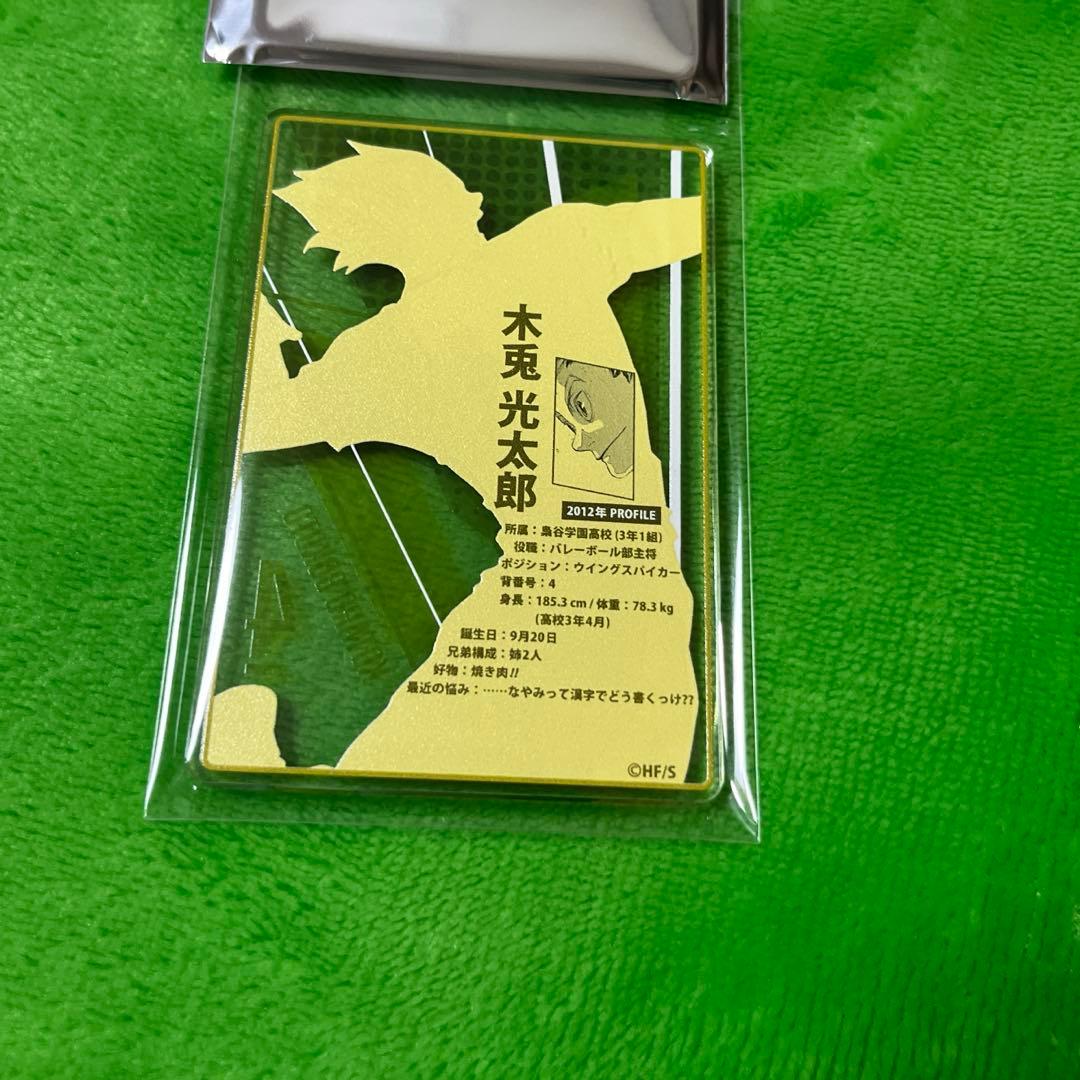 木兎 光太郎
2012年 PROFILE
所属：梟谷学園高校 (3年1組)
役職：バレーボール部主将
ポジション：ウイングスパイカー
背番号：4
身長：185.3 cm / 体重：78.3 kg
(高校3年4月)
誕生日：9月20日
兄弟構成：姉2人
好物：焼き肉!!
最近の悩み：……なやみって漢字でどう書くっけ??
©HF/S